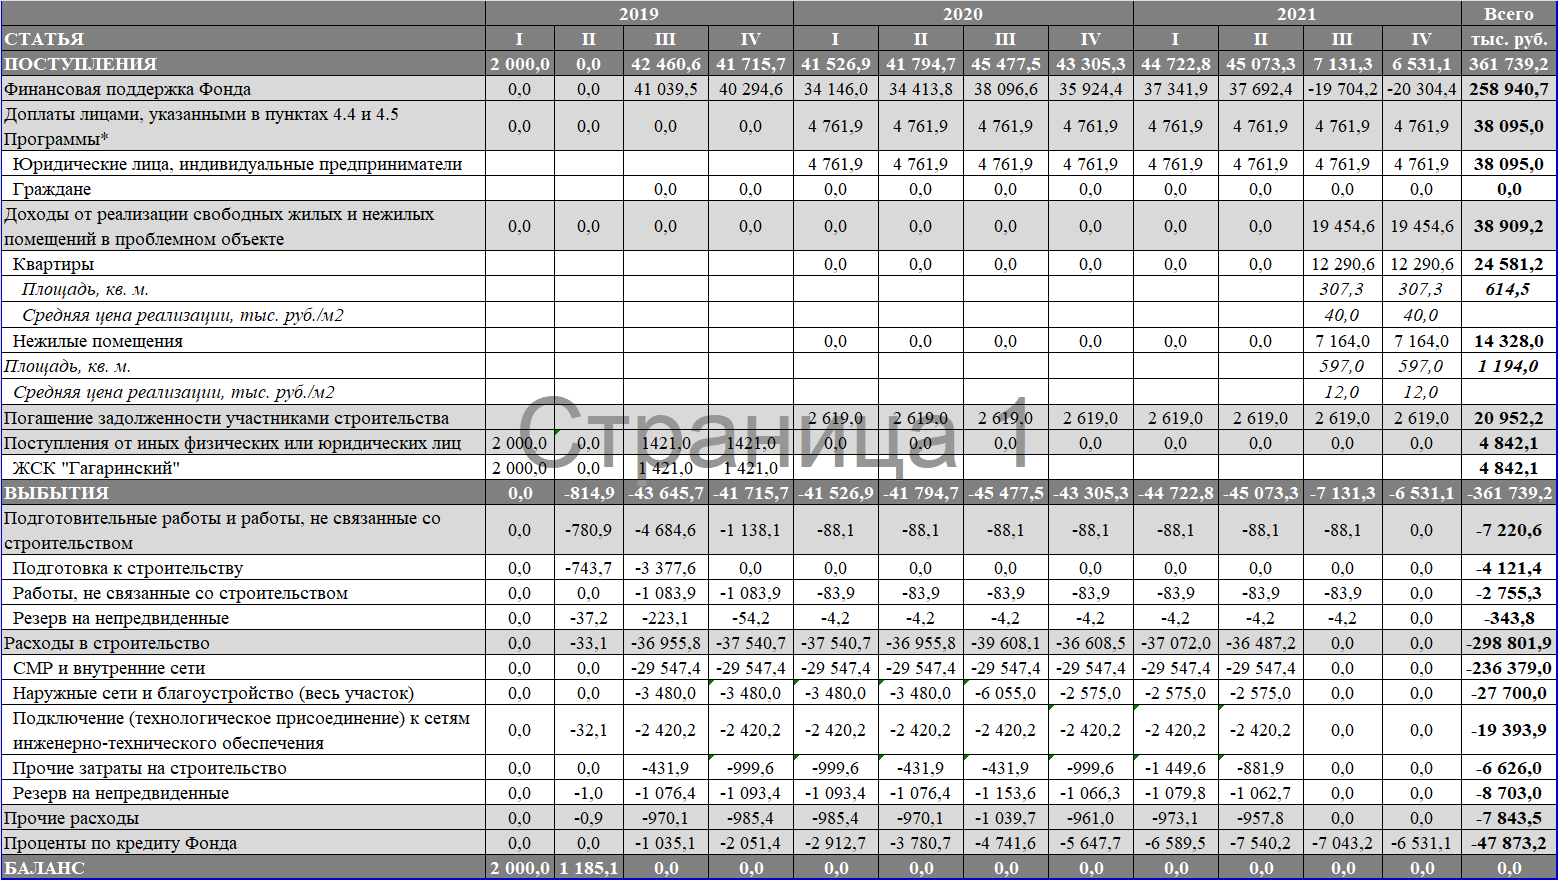 2019 2020 2021 Всего
СТАТЬЯ I II III IV I II III IV I II III IV тыс. руб.
ПОСТУПЛЕНИЯ 2 000,0 0,0 42 460,6 41 715,7 41 526,9 41 794,7 45 477,5 43 305,3 44 722,8 45 073,3 7 131,3 6 531,1 361 739,2
Финансовая поддержка Фонда 0,0 0,0 41 039,5 40 294,6 34 146,0 34 413,8 38 096,6 35 924,4 37 341,9 37 692,4 -19 704,2 -20 304,4 258 940,7
Доплаты лицами, указанными в пунктах 4.4 и 4.5
Программы* 0,0 0,0 0,0 0,0 4 761,9 4 761,9 4 761,9 4 761,9 4 761,9 4 761,9 4 761,9 4 761,9 38 095,0
Юридические лица, индивидуальные предприниматели 4 761,9 4 761,9 4 761,9 4 761,9 4 761,9 4 761,9 4 761,9 4 761,9 38 095,0
Граждане 0,0 0,0 0,0 0,0 0,0 0,0 0,0 0,0 0,0 0,0 0,0
Доходы от реализации свободных жилых и нежилых
помещений в проблемном объекте 0,0 0,0 0,0 0,0 0,0 0,0 0,0 0,0 0,0 0,0 19 454,6 19 454,6 38 909,2
Квартиры 0,0 0,0 0,0 0,0 0,0 0,0 12 290,6 12 290,6 24 581,2
Площадь, кв. м. 307,3 307,3 614,5
Средняя цена реализации, тыс. руб./м2 40,0 40,0
Нежилые помещения 0,0 0,0 0,0 0,0 0,0 0,0 7 164,0 7 164,0 14 328,0
Площадь, кв. м. 597,0 597,0 1 194,0
Средняя цена реализации, тыс. руб./м2 12,0 12,0
Погашение задолженности участниками строительства 2 619,0 2 619,0 2 619,0 2 619,0 2 619,0 2 619,0 2 619,0 2 619,0 20 952,2
Поступления от иных физических или юридических лиц 2 000,0 0,0 1421,0 1421,0 0,0 0,0 0,0 0,0 0,0 0,0 0,0 0,0 4 842,1
ЖСК "Гагаринский" 2 000,0 0,0 1 421,0 1 421,0 4 842,1
Страница 1
ВЫБЫТИЯ 0,0 -814,9 -43 645,7 -41 715,7 -41 526,9 -41 794,7 -45 477,5 -43 305,3 -44 722,8 -45 073,3 -7 131,3 -6 531,1 -361 739,2
Подготовительные работы и работы, не связанные со
строительством 0,0 -780,9 -4 684,6 -1 138,1 -88,1 -88,1 -88,1 -88,1 -88,1 -88,1 -88,1 0,0 -7 220,6
Подготовка к строительству 0,0 -743,7 -3 377,6 0,0 0,0 0,0 0,0 0,0 0,0 0,0 0,0 0,0 -4 121,4
Работы, не связанные со строительством 0,0 0,0 -1 083,9 -1 083,9 -83,9 -83,9 -83,9 -83,9 -83,9 -83,9 -83,9 0,0 -2 755,3
Резерв на непредвиденные 0,0 -37,2 -223,1 -54,2 -4,2 -4,2 -4,2 -4,2 -4,2 -4,2 -4,2 0,0 -343,8
Расходы в строительство 0,0 -33,1 -36 955,8 -37 540,7 -37 540,7 -36 955,8 -39 608,1 -36 608,5 -37 072,0 -36 487,2 0,0 0,0 -298 801,9
СМР и внутренние сети 0,0 0,0 -29 547,4 -29 547,4 -29 547,4 -29 547,4 -29 547,4 -29 547,4 -29 547,4 -29 547,4 0,0 0,0 -236 379,0
Наружные сети и благоустройство (весь участок) 0,0 0,0 -3 480,0 -3 480,0 -3 480,0 -3 480,0 -6 055,0 -2 575,0 -2 575,0 -2 575,0 0,0 0,0 -27 700,0
Подключение (технологическое присоединение) к сетям
инженерно-технического обеспечения 0,0 -32,1 -2 420,2 -2 420,2 -2 420,2 -2 420,2 -2 420,2 -2 420,2 -2 420,2 -2 420,2 0,0 0,0 -19 393,9
Прочие затраты на строительство 0,0 0,0 -431,9 -999,6 -999,6 -431,9 -431,9 -999,6 -1 449,6 -881,9 0,0 0,0 -6 626,0
Резерв на непредвиденные 0,0 -1,0 -1 076,4 -1 093,4 -1 093,4 -1 076,4 -1 153,6 -1 066,3 -1 079,8 -1 062,7 0,0 0,0 -8 703,0
Прочие расходы 0,0 -0,9 -970,1 -985,4 -985,4 -970,1 -1 039,7 -961,0 -973,1 -957,8 0,0 0,0 -7 843,5
Проценты по кредиту Фонда 0,0 0,0 -1 035,1 -2 051,4 -2 912,7 -3 780,7 -4 741,6 -5 647,7 -6 589,5 -7 540,2 -7 043,2 -6 531,1 -47 873,2
БАЛАНС 2 000,0 1 185,1 0,0 0,0 0,0 0,0 0,0 0,0 0,0 0,0 0,0 0,0 0,0